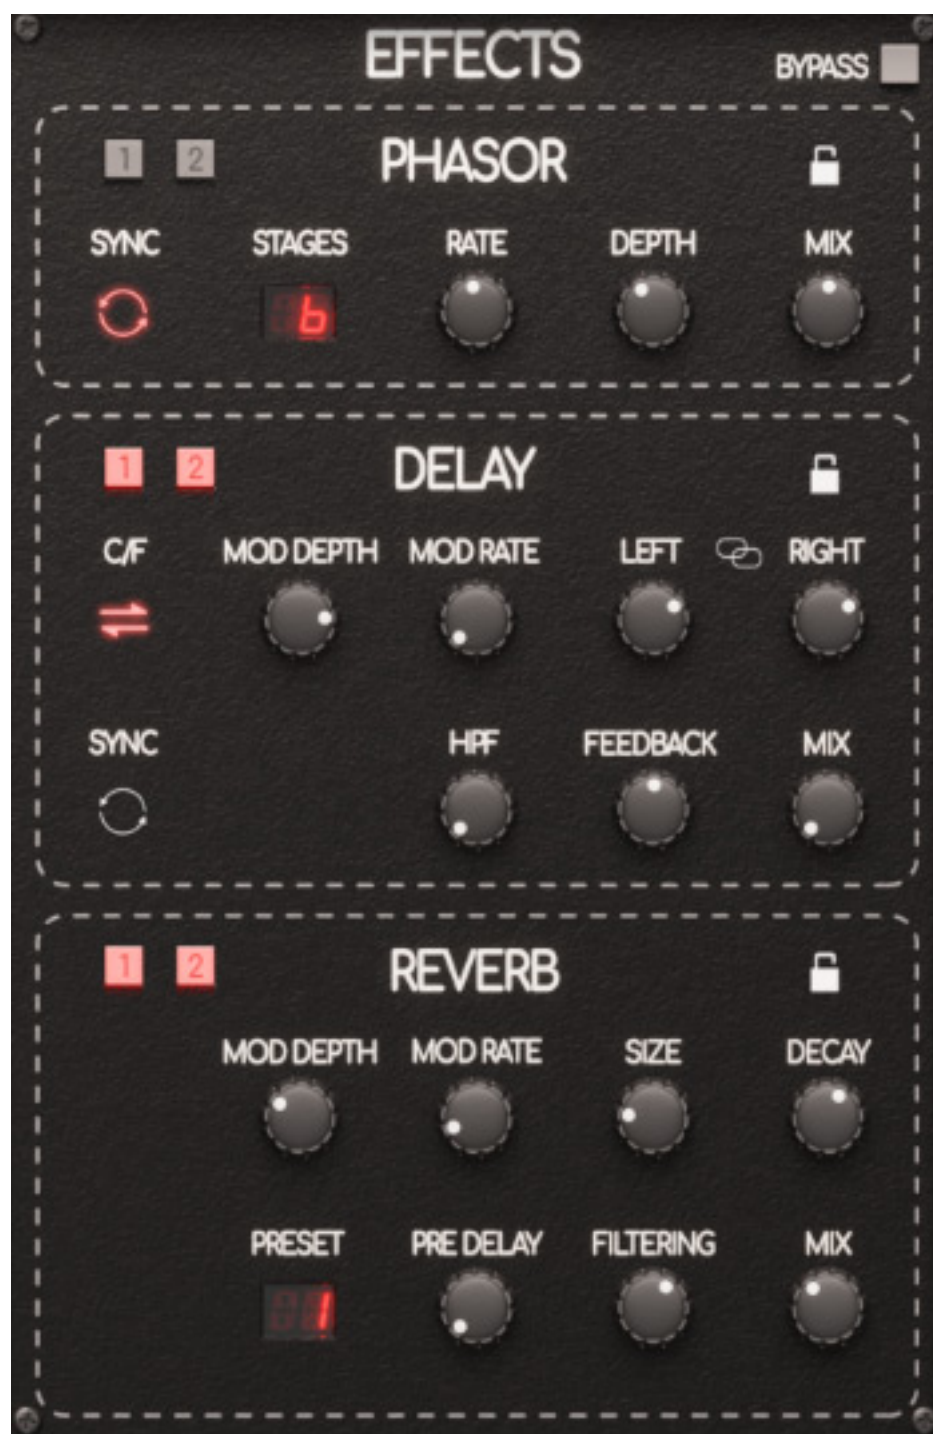 EFFECTS
BYPASS
1 2 PHASOR
SYNC STAGES RATE DEPTH MIX
6
1 2 DELAY
C/F MOD DEPTH MOD RATE LEFT RIGHT
SYNC HPF FEEDBACK MIX
1 2 REVERB
MOD DEPTH MOD RATE SIZE DECAY
PRESET PRE DELAY FILTERING MIX
1